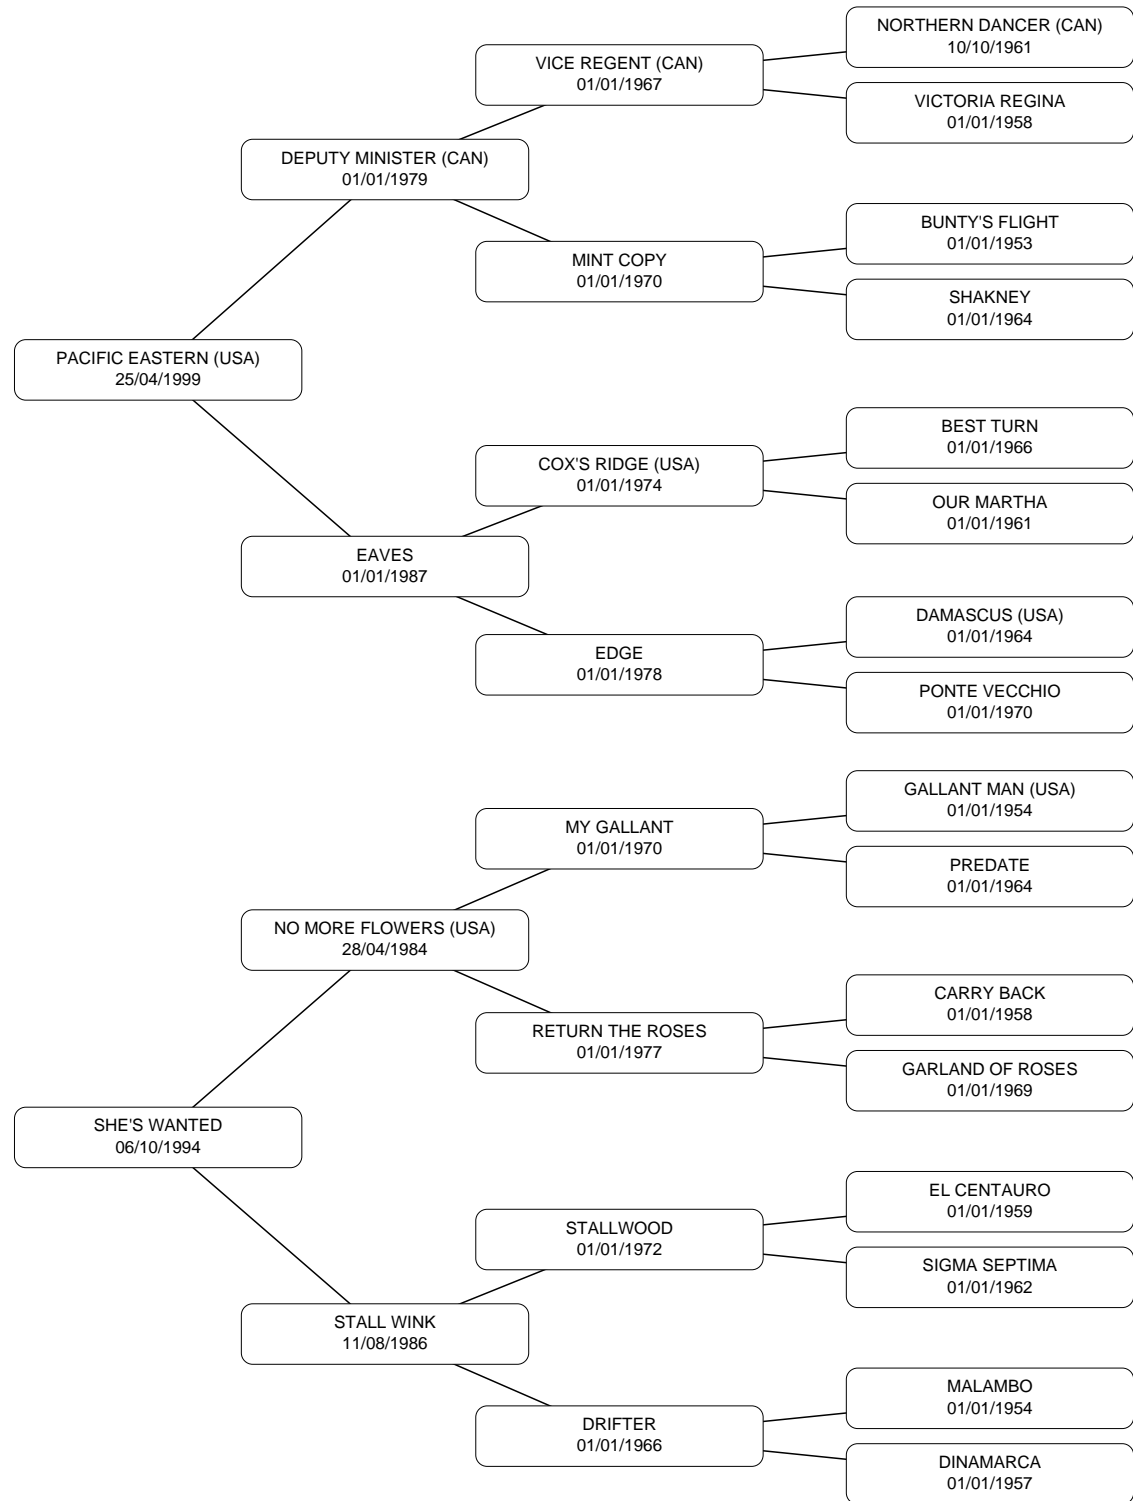 NORTHERN DANCER (CAN)
10/10/1961
VICE REGENT (CAN)
01/01/1967
VICTORIA REGINA
01/01/1958
DEPUTY MINISTER (CAN)
01/01/1979
BUNTY'S FLIGHT
01/01/1953
MINT COPY
01/01/1970
SHAKNEY
01/01/1964
PACIFIC EASTERN (USA)
25/04/1999
BEST TURN
01/01/1966
COX'S RIDGE (USA)
01/01/1974
OUR MARTHA
01/01/1961
EAVES
01/01/1987
DAMASCUS (USA)
01/01/1964
EDGE
01/01/1978
PONTE VECCHIO
01/01/1970
GALLANT MAN (USA)
01/01/1954
MY GALLANT
01/01/1970
PREDATE
01/01/1964
NO MORE FLOWERS (USA)
28/04/1984
CARRY BACK
01/01/1958
RETURN THE ROSES
01/01/1977
GARLAND OF ROSES
01/01/1969
SHE'S WANTED
06/10/1994
EL CENTAURO
01/01/1959
STALLWOOD
01/01/1972
SIGMA SEPTIMA
01/01/1962
STALL WINK
11/08/1986
MALAMBO
01/01/1954
DRIFTER
01/01/1966
DINAMARCA
01/01/1957